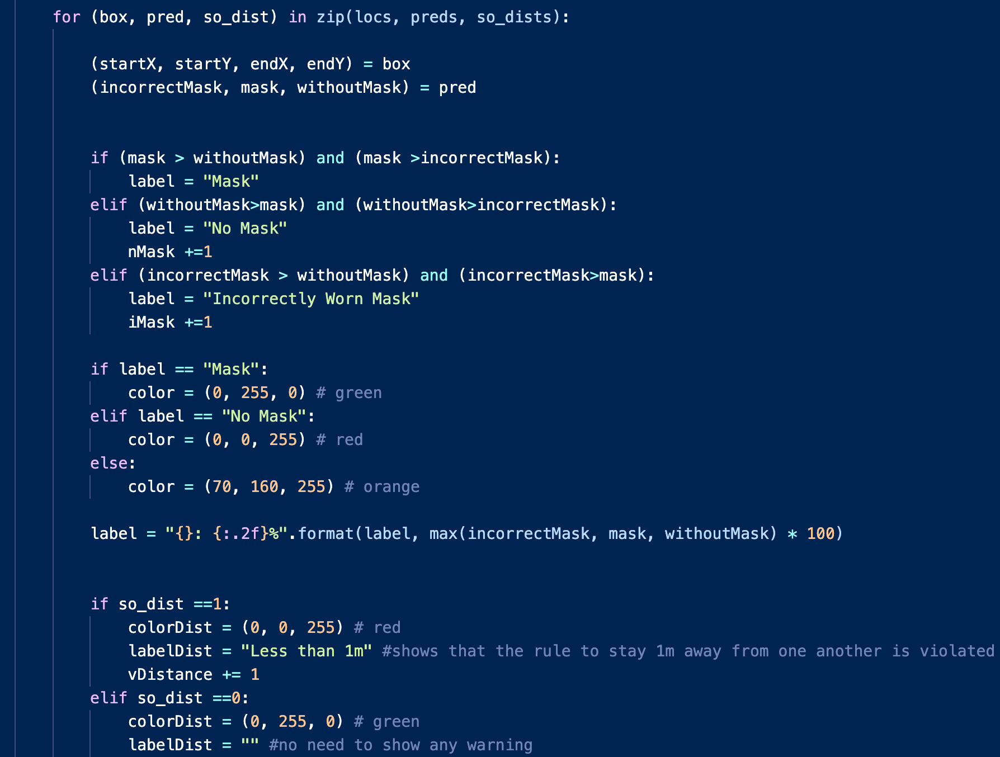 for (box, pred, so_dist) in zip(locs, preds, so_dists):
(startX, startY, endX, endY) = box
(incorrectMask, mask, withoutMask) = pred
if (mask > withoutMask) and (mask >incorrectMask):
label = "Mask"
elif (withoutMask>mask) and (withoutMask>incorrectMask):
label = "No Mask"
nMask +=1
elif (incorrectMask > withoutMask) and (incorrectMask>mask):
label = "Incorrectly Worn Mask"
iMask +=1
if label == "Mask":
color = (0, 255, 0) # green
elif label == "No Mask":
color = (0, 0, 255) # red
else:
color = (70, 160, 255) # orange
label = "{}: {:.2f}%".format(label, max(incorrectMask, mask, withoutMask) * 100)
if so_dist ==1:
colorDist = (0, 0, 255) # red
labelDist = "Less than 1m" #shows that the rule to stay 1m away from one another is violated
vDistance += 1
elif so_dist ==0:
colorDist = (0, 255, 0) # green
labelDist = "" #no need to show any warning